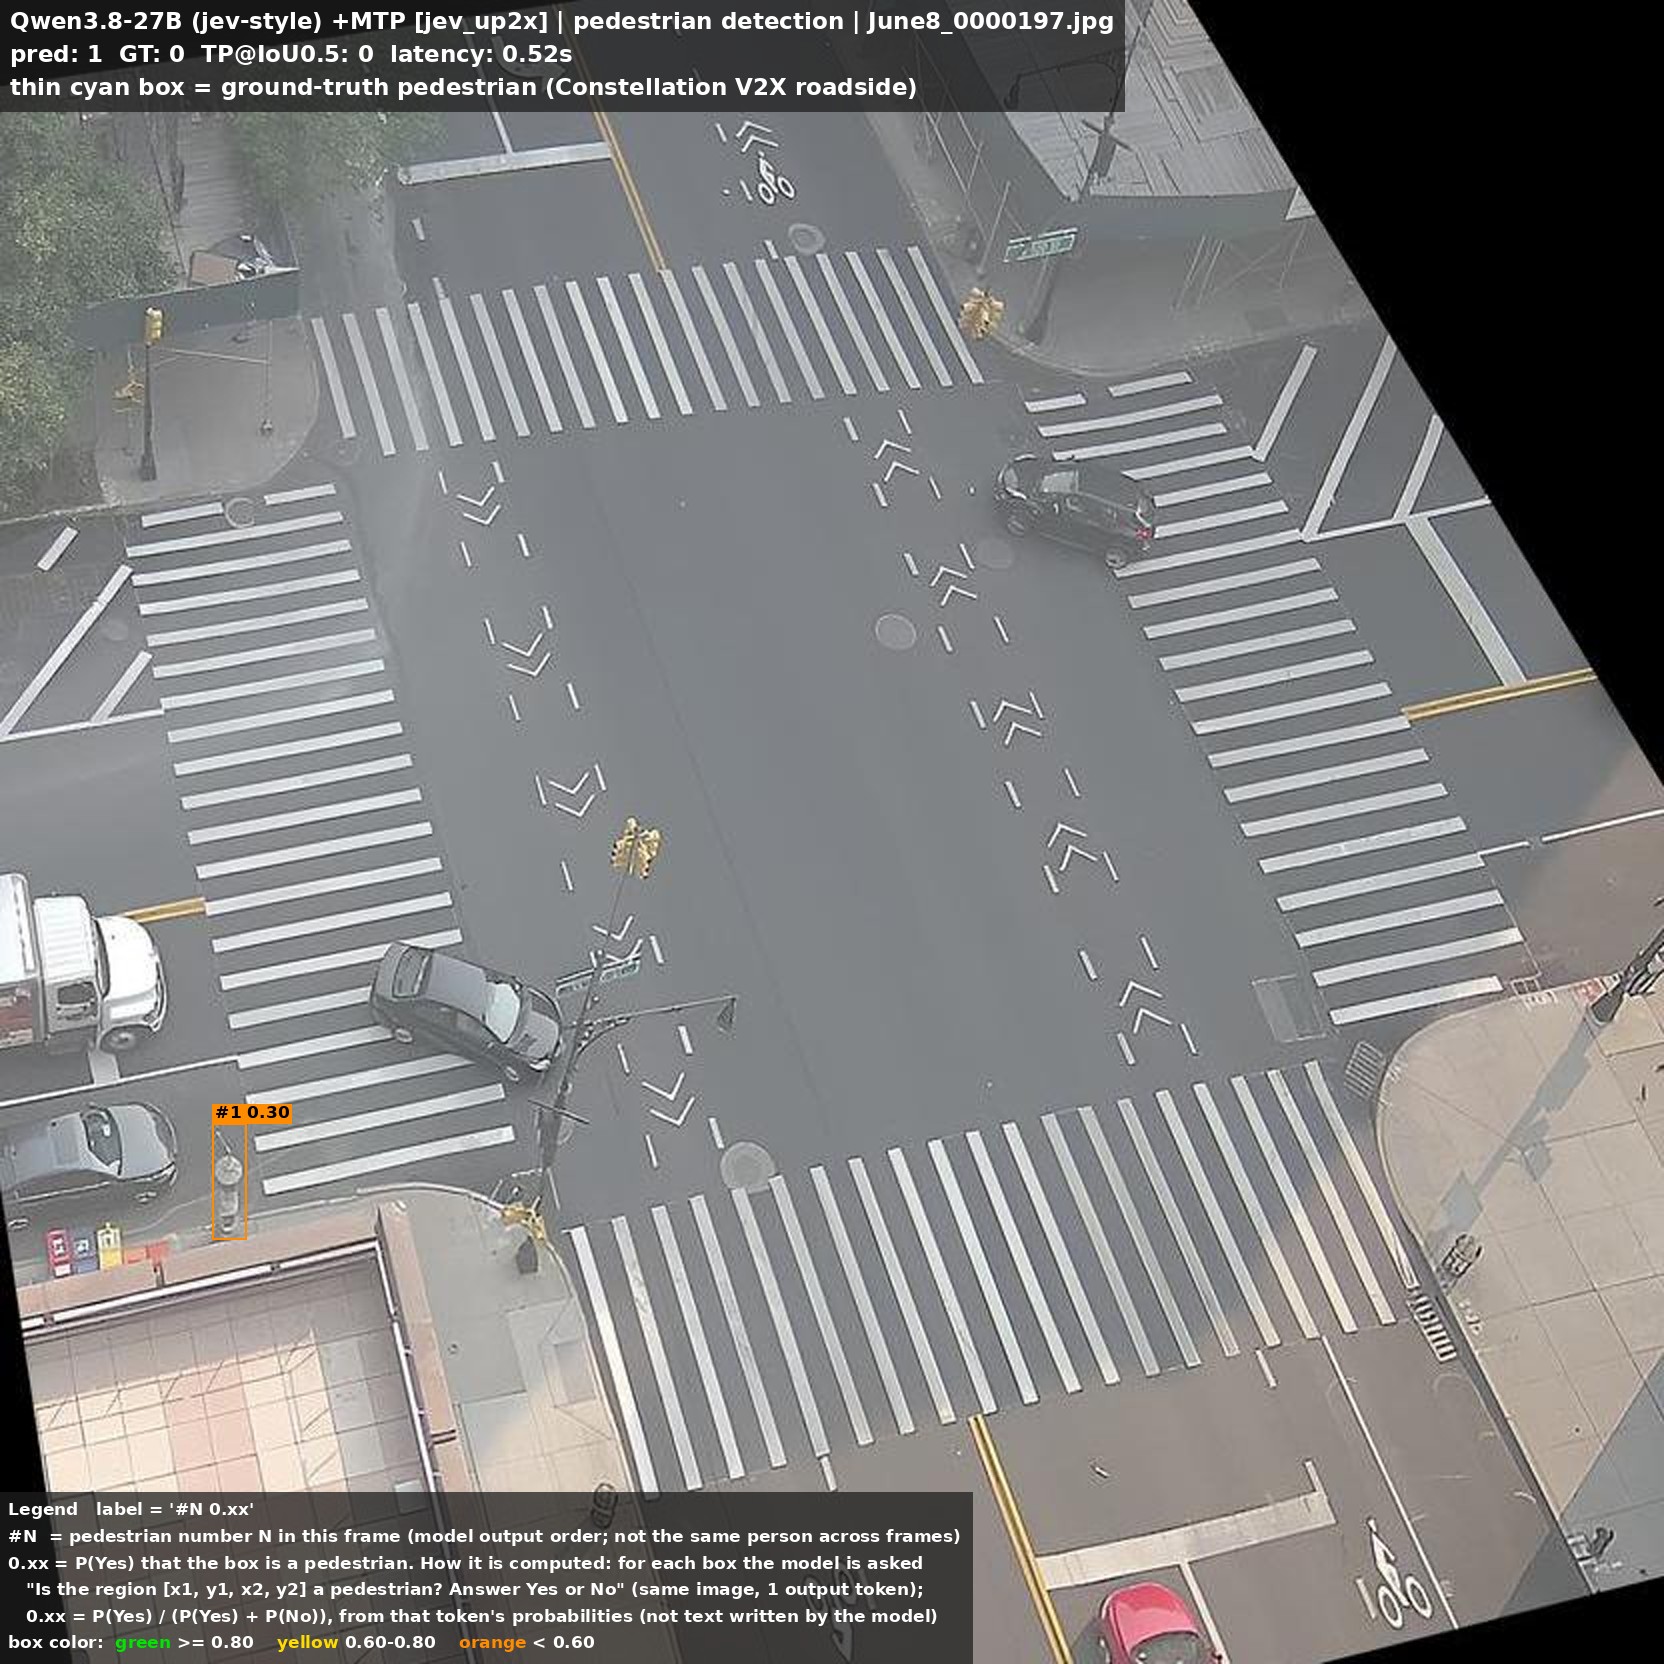 Qwen3.8-27B (jev-style) +MTP [jev_up2x] | pedestrian detection | June8_0000197.jpg
pred: 1  GT: 0  TP@IoU0.5: 0  latency: 0.52s
thin cyan box = ground-truth pedestrian (Constellation V2X roadside)
#1 0.30
Legend   label = '#N 0.xx'
#N  = pedestrian number N in this frame (model output order; not the same person across frames)
0.xx = P(Yes) that the box is a pedestrian. How it is computed: for each box the model is asked
"Is the region [x1, y1, x2, y2] a pedestrian? Answer Yes or No" (same image, 1 output token);
0.xx = P(Yes) / (P(Yes) + P(No)), from that token's probabilities (not text written by the model)
box color:  green >= 0.80    yellow 0.60-0.80    orange < 0.60